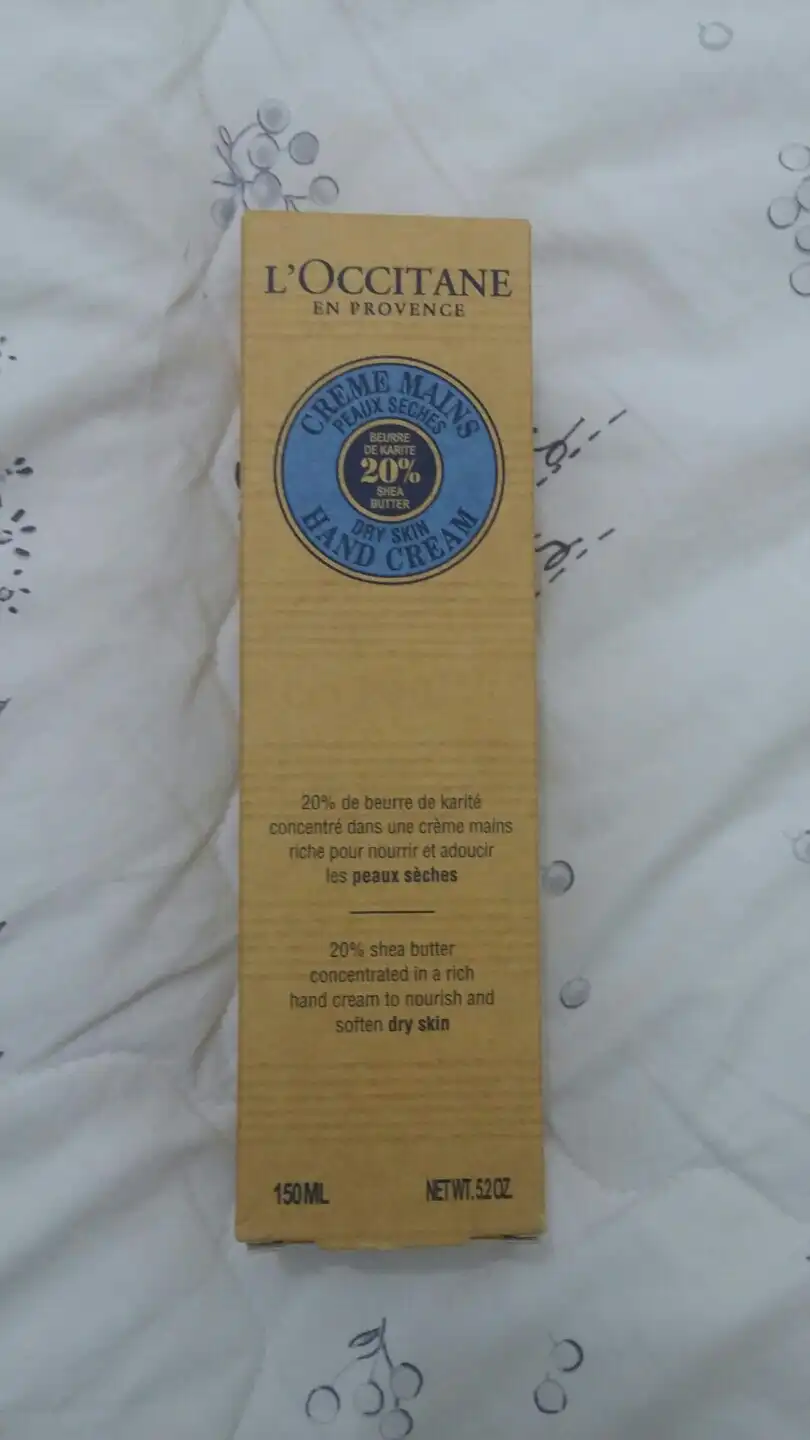 L'OCCITANE
EN PROVENCE
CREME MAINS
PEAUX SECHES
BEURRE
DE KARITE
20%
SHEA
BUTTER
DRY SKIN
HAND CREAM
20% de beurre de karité
concentré dans une crème mains
riche pour nourrir et adoucir
les peaux sèches
20% shea butter
concentrated in a rich
hand cream to nourish and
soften dry skin
150ML
NET WT. 5.2 OZ.